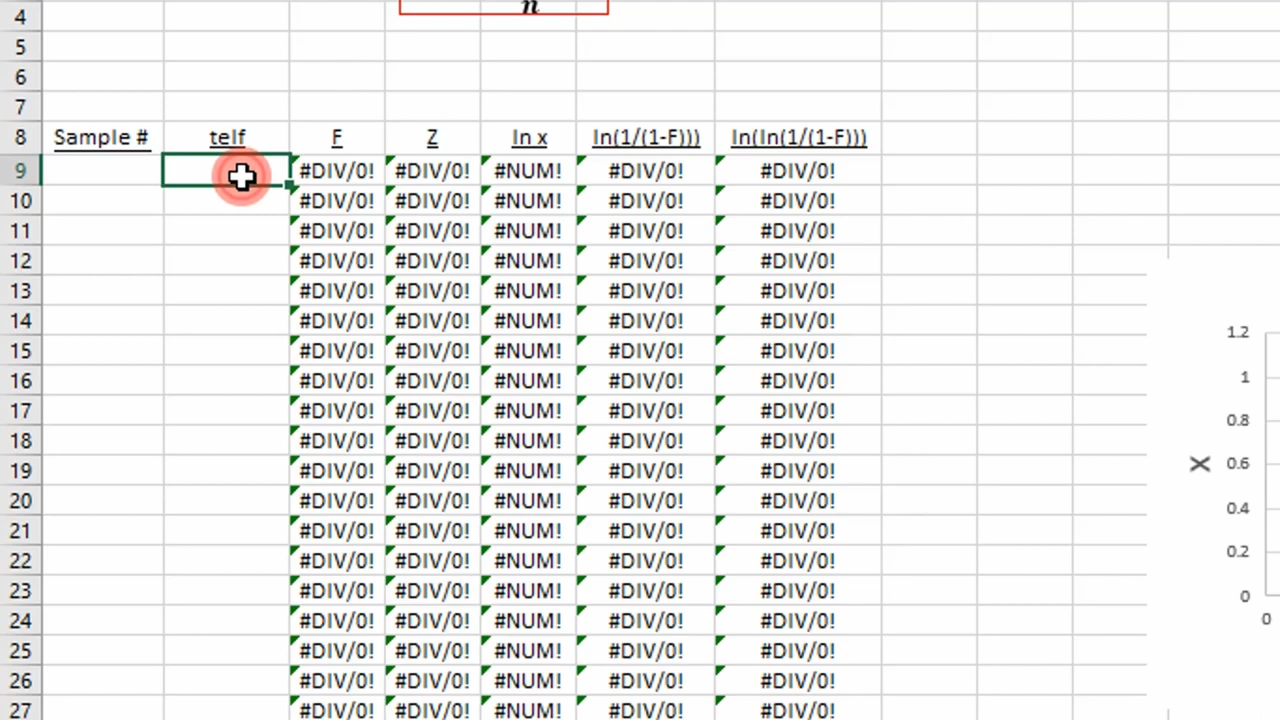 n
4
5
6
7
8 Sample # telf F Z ln x ln(1/(1-F))) ln(ln(1/(1-F)))
9 #DIV/0! #DIV/0! #NUM! #DIV/0! #DIV/0!
10 #DIV/0! #DIV/0! #NUM! #DIV/0! #DIV/0!
11 #DIV/0! #DIV/0! #NUM! #DIV/0! #DIV/0!
12 #DIV/0! #DIV/0! #NUM! #DIV/0! #DIV/0!
13 #DIV/0! #DIV/0! #NUM! #DIV/0! #DIV/0!
14 #DIV/0! #DIV/0! #NUM! #DIV/0! #DIV/0!
15 #DIV/0! #DIV/0! #NUM! #DIV/0! #DIV/0!
16 #DIV/0! #DIV/0! #NUM! #DIV/0! #DIV/0!
17 #DIV/0! #DIV/0! #NUM! #DIV/0! #DIV/0!
18 #DIV/0! #DIV/0! #NUM! #DIV/0! #DIV/0!
19 #DIV/0! #DIV/0! #NUM! #DIV/0! #DIV/0!
20 #DIV/0! #DIV/0! #NUM! #DIV/0! #DIV/0!
21 #DIV/0! #DIV/0! #NUM! #DIV/0! #DIV/0!
22 #DIV/0! #DIV/0! #NUM! #DIV/0! #DIV/0!
23 #DIV/0! #DIV/0! #NUM! #DIV/0! #DIV/0!
24 #DIV/0! #DIV/0! #NUM! #DIV/0! #DIV/0!
25 #DIV/0! #DIV/0! #NUM! #DIV/0! #DIV/0!
26 #DIV/0! #DIV/0! #NUM! #DIV/0! #DIV/0!
27 #DIV/0! #DIV/0! #NUM! #DIV/0! #DIV/0!
1.2
1
0.8
X 0.6
0.4
0.2
0
0